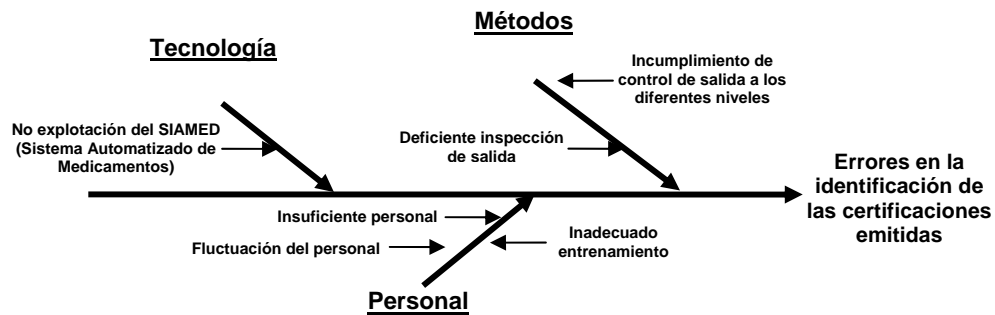 Métodos
Tecnología
Incumplimiento de
control de salida a los
diferentes niveles
No explotación del SIAMED
(Sistema Automatizado de
Medicamentos)
Deficiente inspección
de salida
Errores en la
identificación de
las certificaciones
emitidas
Insuficiente personal
Fluctuación del personal
Inadecuado
entrenamiento
Personal